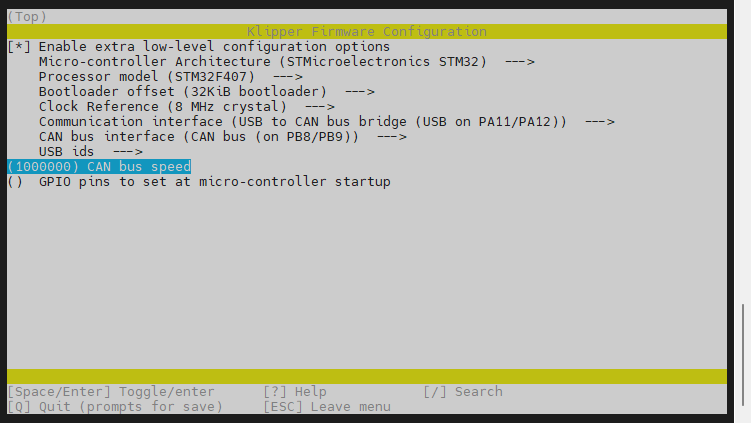 (Top)
Klipper Firmware Configuration
[*] Enable extra low-level configuration options
Micro-controller Architecture (STMicroelectronics STM32)  --->
Processor model (STM32F407)  --->
Bootloader offset (32KiB bootloader)  --->
Clock Reference (8 MHz crystal)  --->
Communication interface (USB to CAN bus bridge (USB on PA11/PA12))  --->
CAN bus interface (CAN bus (on PB8/PB9))  --->
USB ids  --->
(1000000) CAN bus speed
()  GPIO pins to set at micro-controller startup
[Space/Enter] Toggle/enter     [?] Help            [/] Search
[Q] Quit (prompts for save)     [ESC] Leave menu